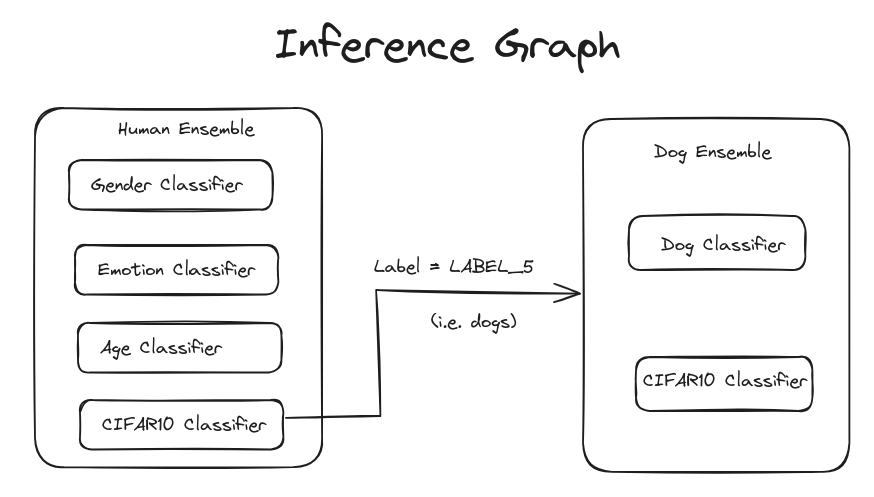 Inference Graph
Human Ensemble
Gender Classifier
Emotion Classifier
Age Classifier
CIFAR10 Classifier
Label = LABEL_5
(i.e. dogs)
Dog Ensemble
Dog Classifier
CIFAR10 Classifier